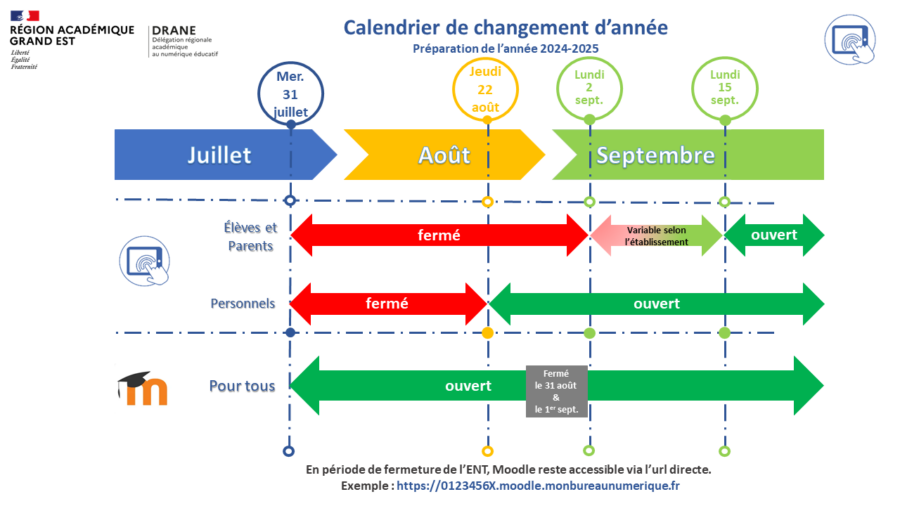 RÉGION ACADÉMIQUE
GRAND EST
Liberté
Égalité
Fraternité
DRANE
Délégation régionale
académique
au numérique éducatif
Calendrier de changement d'année
Préparation de l'année 2024-2025
Mer.
31
juillet
Jeudi
22
août
Lundi
2
sept.
Lundi
15
sept.
Juillet
Août
Septembre
Élèves et
Parents
fermé
Variable selon
l'établissement
ouvert
Personnels
fermé
ouvert
Pour tous
ouvert
Fermé
le 31 août
&
le 1er sept.
En période de fermeture de l'ENT, Moodle reste accessible via l'url directe.
Exemple : https://0123456X.moodle.monbureaunumerique.fr